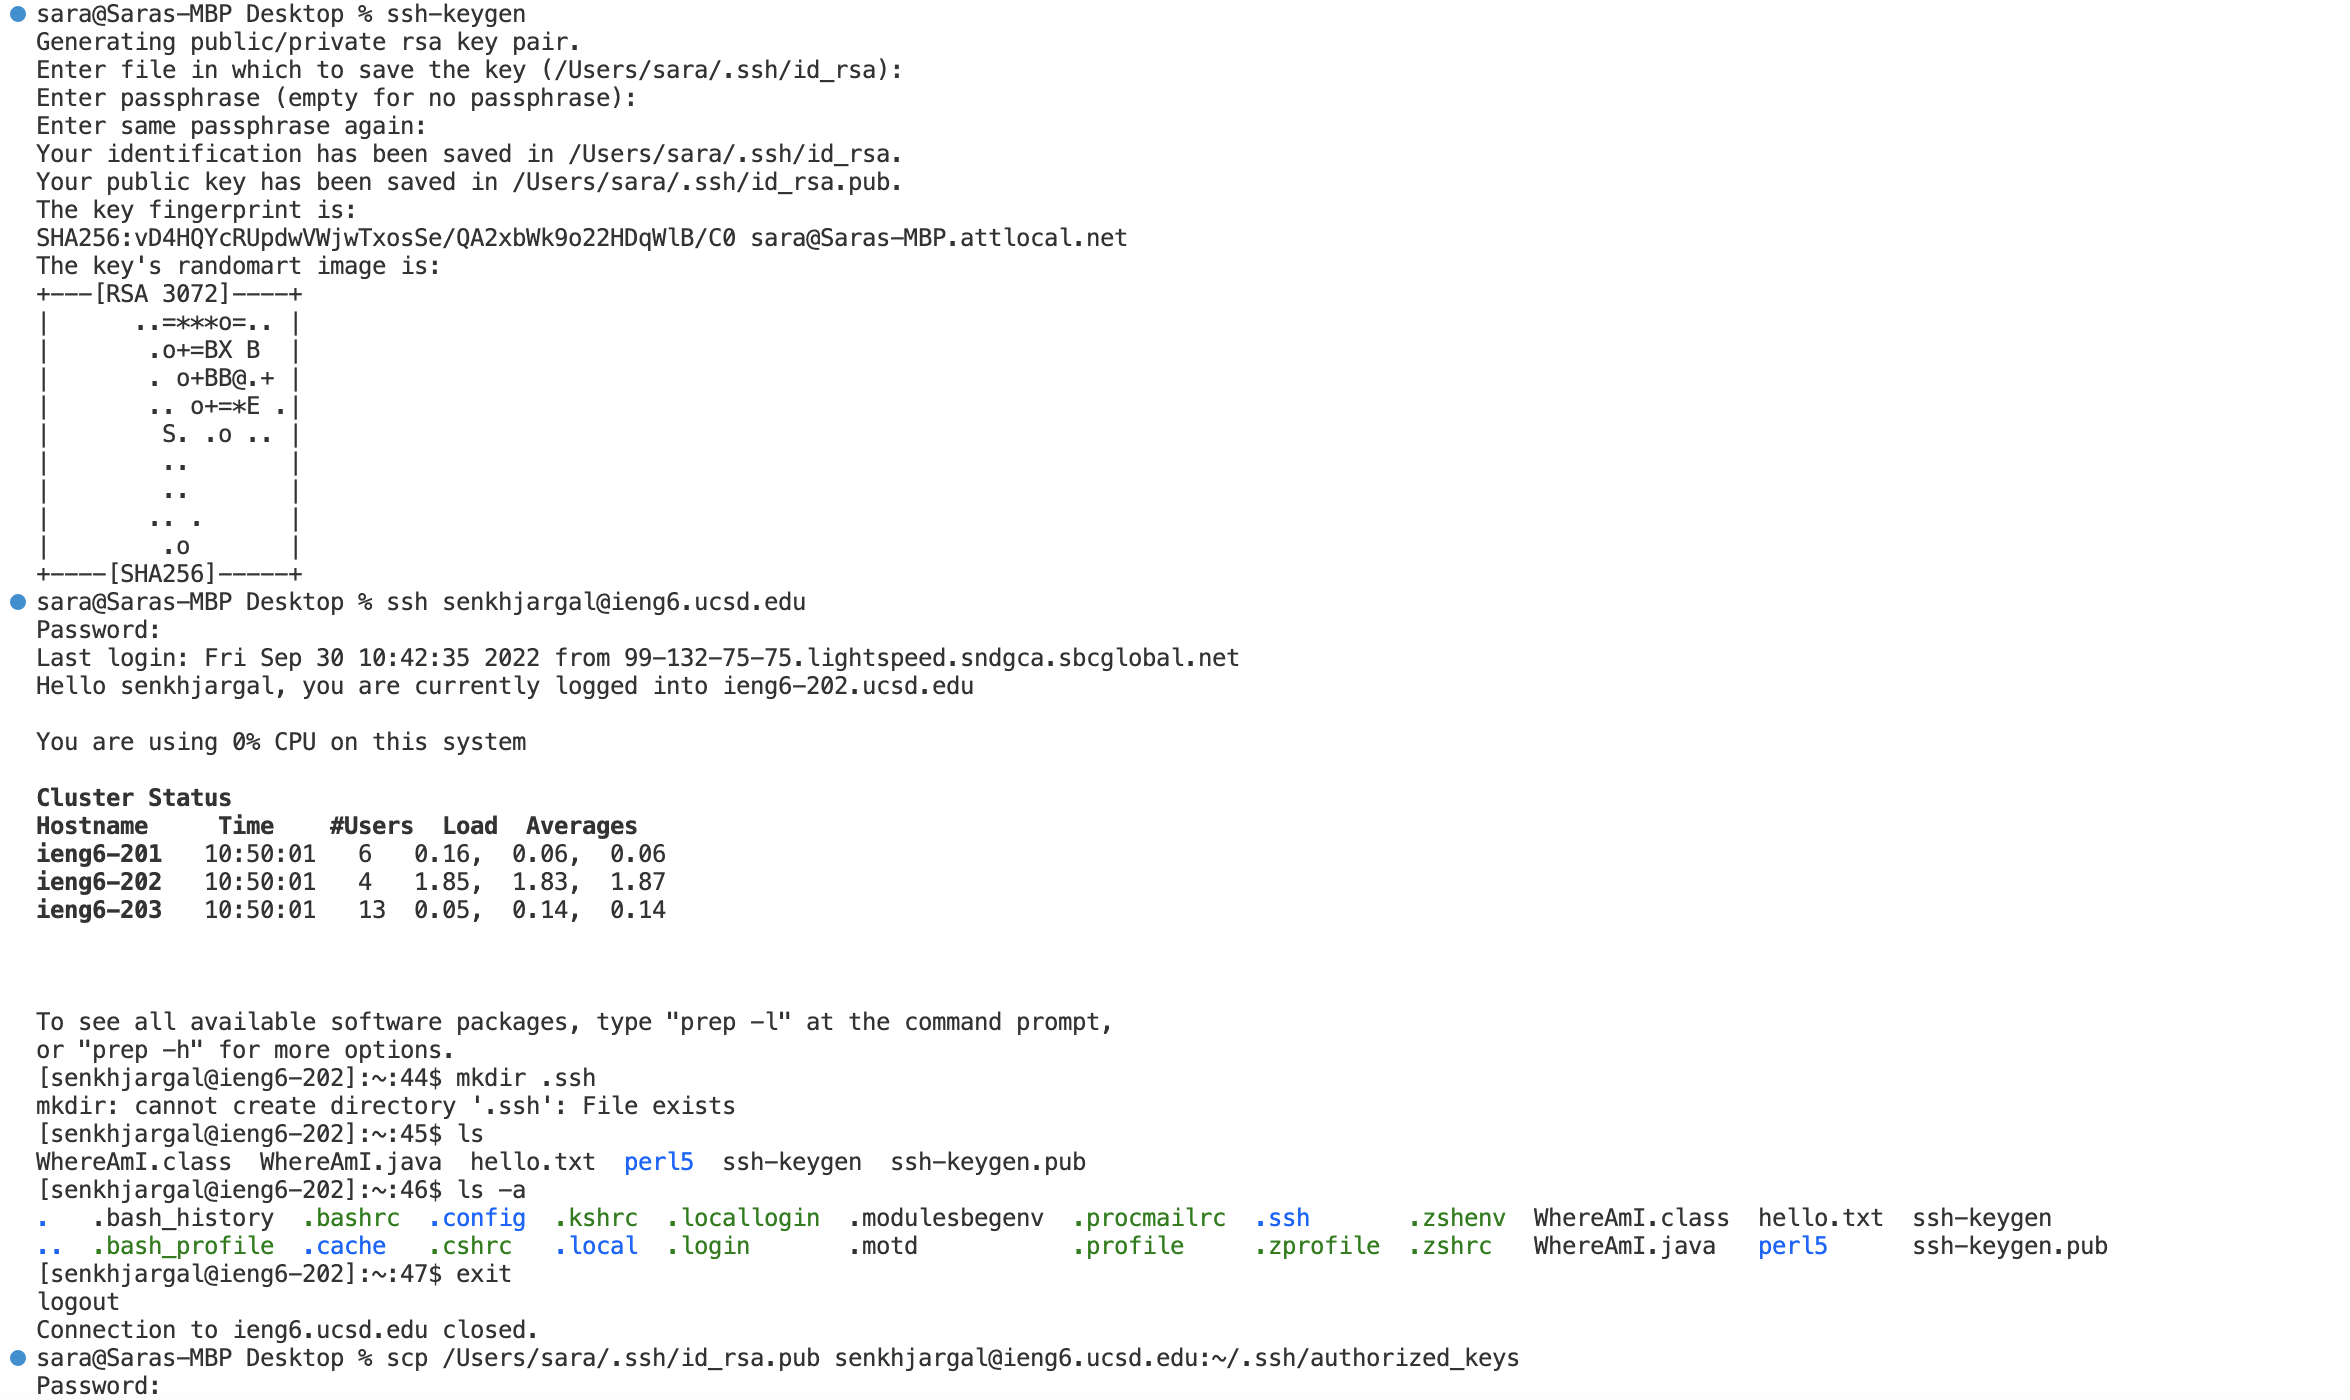 sara@Saras-MBP Desktop % ssh-keygen
Generating public/private rsa key pair.
Enter file in which to save the key (/Users/sara/.ssh/id_rsa):
Enter passphrase (empty for no passphrase):
Enter same passphrase again:
Your identification has been saved in /Users/sara/.ssh/id_rsa.
Your public key has been saved in /Users/sara/.ssh/id_rsa.pub.
The key fingerprint is:
SHA256:vD4HQYcRUpdwVWjwTxosSe/QA2xbWk9o22HDqWlB/C0 sara@Saras-MBP.attlocal.net
The key's randomart image is:
+---[RSA 3072]----+
|      ..=***o=.. |
|       .o+=BX B  |
|       . o+BB@.+ |
|       .. o+=*E .|
|        S. .o .. |
|        ..       |
|        ..       |
|       .. .      |
|        .o       |
+----[SHA256]-----+
sara@Saras-MBP Desktop % ssh senkhjargal@ieng6.ucsd.edu
Password:
Last login: Fri Sep 30 10:42:35 2022 from 99-132-75-75.lightspeed.sndgca.sbcglobal.net
Hello senkhjargal, you are currently logged into ieng6-202.ucsd.edu
You are using 0% CPU on this system
Cluster Status
Hostname     Time    #Users  Load  Averages
ieng6-201   10:50:01   6   0.16,  0.06,  0.06
ieng6-202   10:50:01   4   1.85,  1.83,  1.87
ieng6-203   10:50:01   13  0.05,  0.14,  0.14
To see all available software packages, type "prep -l" at the command prompt,
or "prep -h" for more options.
[senkhjargal@ieng6-202]:~:44$ mkdir .ssh
mkdir: cannot create directory '.ssh': File exists
[senkhjargal@ieng6-202]:~:45$ ls
WhereAmI.class  WhereAmI.java  hello.txt  perl5  ssh-keygen  ssh-keygen.pub
[senkhjargal@ieng6-202]:~:46$ ls -a
.   .bash_history  .bashrc  .config  .kshrc  .locallogin  .modulesbegenv  .procmailrc  .ssh       .zshenv  WhereAmI.class  hello.txt  ssh-keygen
..  .bash_profile  .cache   .cshrc   .local  .login       .motd           .profile     .zprofile  .zshrc   WhereAmI.java   perl5      ssh-keygen.pub
[senkhjargal@ieng6-202]:~:47$ exit
logout
Connection to ieng6.ucsd.edu closed.
sara@Saras-MBP Desktop % scp /Users/sara/.ssh/id_rsa.pub senkhjargal@ieng6.ucsd.edu:~/.ssh/authorized_keys
Password: